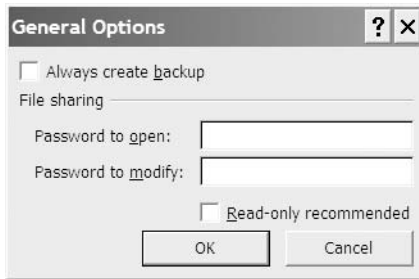 General Options
? ×
Always create backup
File sharing
Password to open:
Password to modify:
Read-only recommended
OK Cancel